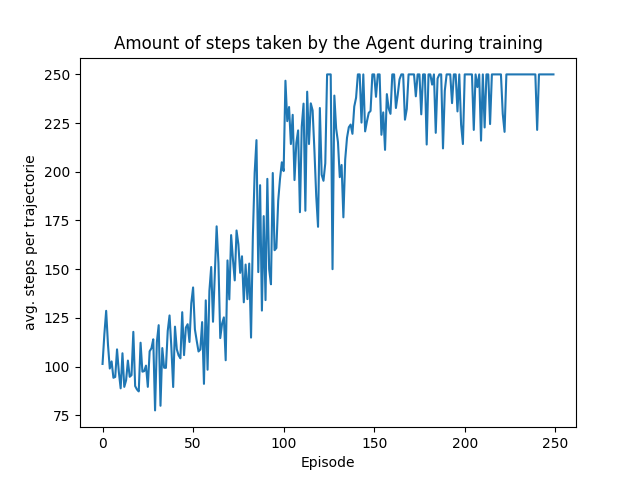 Amount of steps taken by the Agent during training
avg. steps per trajectorie
250
225
200
175
150
125
100
75
0 50 100 150 200 250
Episode